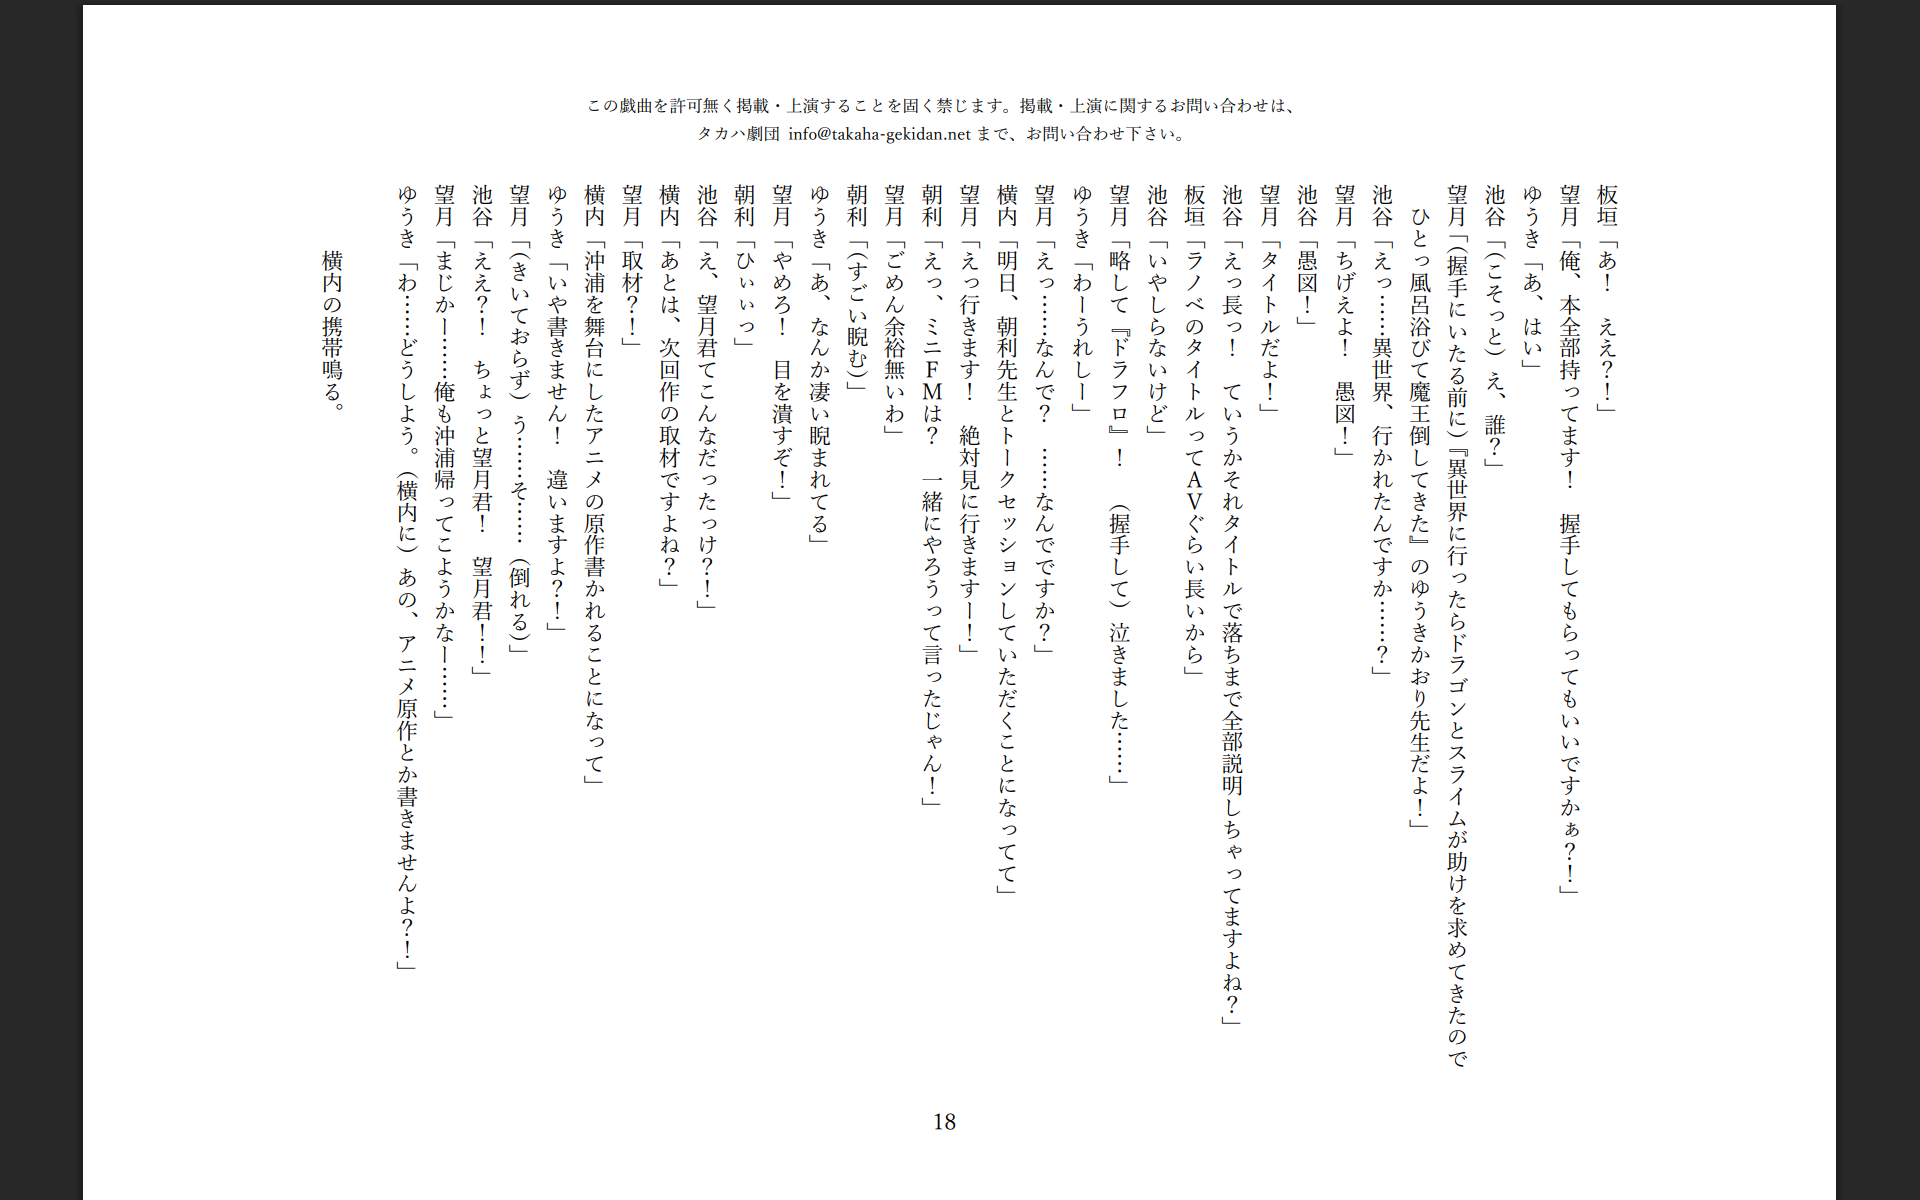 この戯曲を許可無く掲載・上演することを固く禁じます。掲載・上演に関するお問い合わせは、
タカハ劇団 info@takaha-gekidan.net まで、お問い合わせ下さい。
板垣「あ！　ええ？！」
望月「俺、本全部持ってます！　握手してもらってもいいですかぁ？！」
ゆうき「あ、はい」
池谷「（こそっと）え、誰？」
望月「（握手にいたる前に）『異世界に行ったらドラゴンとスライムが助けを求めてきたので
ひとっ風呂浴びて魔王倒してきた』のゆうきかおり先生だよ！」
池谷「えっ……異世界、行かれたんですか……？」
望月「ちげえよ！　愚図！」
池谷「愚図！」
望月「タイトルだよ！」
池谷「えっ長っ！　ていうかそれタイトルで落ちまで全部説明しちゃってますよね？」
板垣「ラノベのタイトルってＡＶぐらい長いから」
池谷「いやしらないけど」
望月「略して『ドラフロ』！　（握手して）泣きました……」
ゆうき「わーうれしー」
望月「えっ……なんで？　……なんでですか？」
横内「明日、朝利先生とトークセッションしていただくことになってて」
望月「えっ行きます！　絶対見に行きますー！」
朝利「えっ、ミニＦＭは？　一緒にやろうって言ったじゃん！」
望月「ごめん余裕無いわ」
朝利「（すごい睨む）」
ゆうき「あ、なんか凄い睨まれてる」
望月「やめろ！　目を潰すぞ！」
朝利「ひぃぃっ」
池谷「え、望月君てこんなだったっけ？！」
横内「あとは、次回作の取材ですよね？」
望月「取材？！」
横内「沖浦を舞台にしたアニメの原作書かれることになって」
ゆうき「いや書きません！　違いますよ？！」
望月「（きいておらず）う……そ……（倒れる）」
池谷「ええ？！　ちょっと望月君！　望月君！！」
望月「まじかー……俺も沖浦帰ってこようかなー……」
ゆうき「わ……どうしよう。（横内に）あの、アニメ原作とか書きませんよ？！」
横内の携帯鳴る。
18